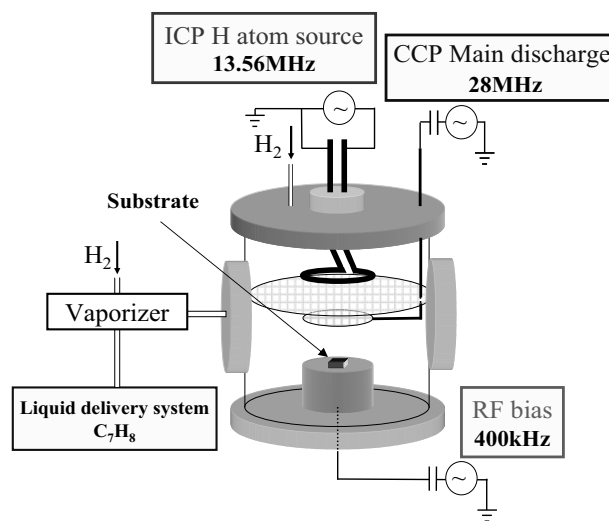 ICP H atom source
13.56MHz
CCP Main discharge
28MHz
~
~
H₂
Substrate
H₂
Vaporizer
Liquid delivery system
C₇H₈
RF bias
400kHz
~